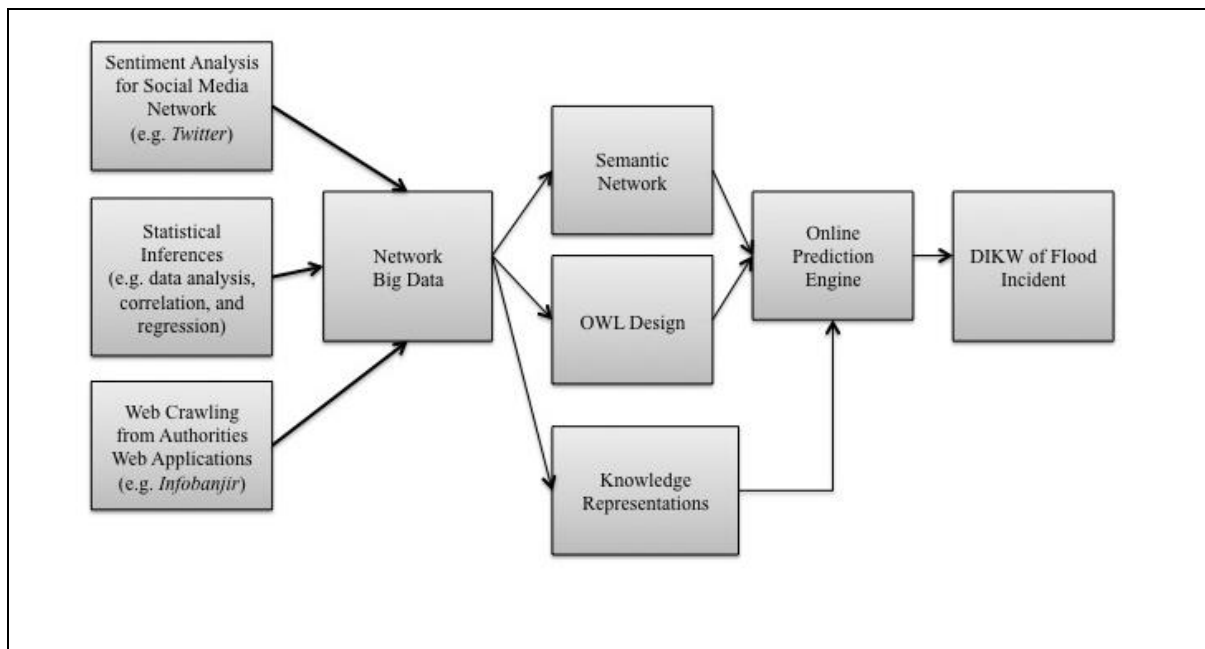 Sentiment Analysis
for Social Media
Network
(e.g. Twitter)
Statistical
Inferences
(e.g. data analysis,
correlation, and
regression)
Web Crawling
from Authorities
Web Applications
(e.g. Infobanjir)
Network
Big Data
Semantic
Network
OWL Design
Knowledge
Representations
Online
Prediction
Engine
DIKW of Flood
Incident